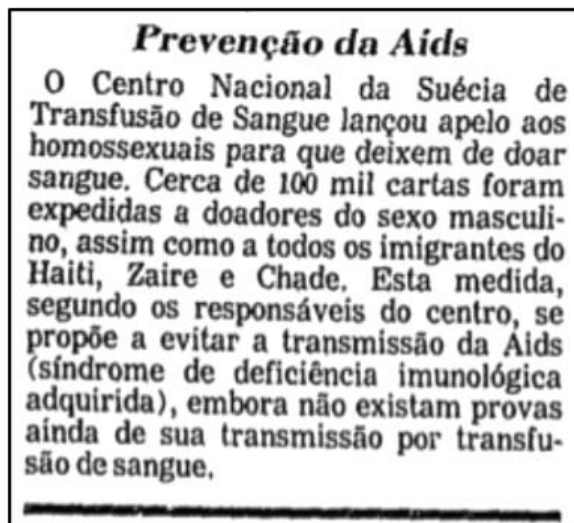 Prevenção da Aids
O Centro Nacional da Suécia de
Transfusão de Sangue lançou apelo aos
homossexuais para que deixem de doar
sangue. Cerca de 100 mil cartas foram
expedidas a doadores do sexo masculi-
no, assim como a todos os imigrantes do
Haiti, Zaire e Chade. Esta medida,
segundo os responsáveis do centro, se
propõe a evitar a transmissão da Aids
(síndrome de deficiência imunológica
adquirida), embora não existam provas
ainda de sua transmissão por transfu-
são de sangue.